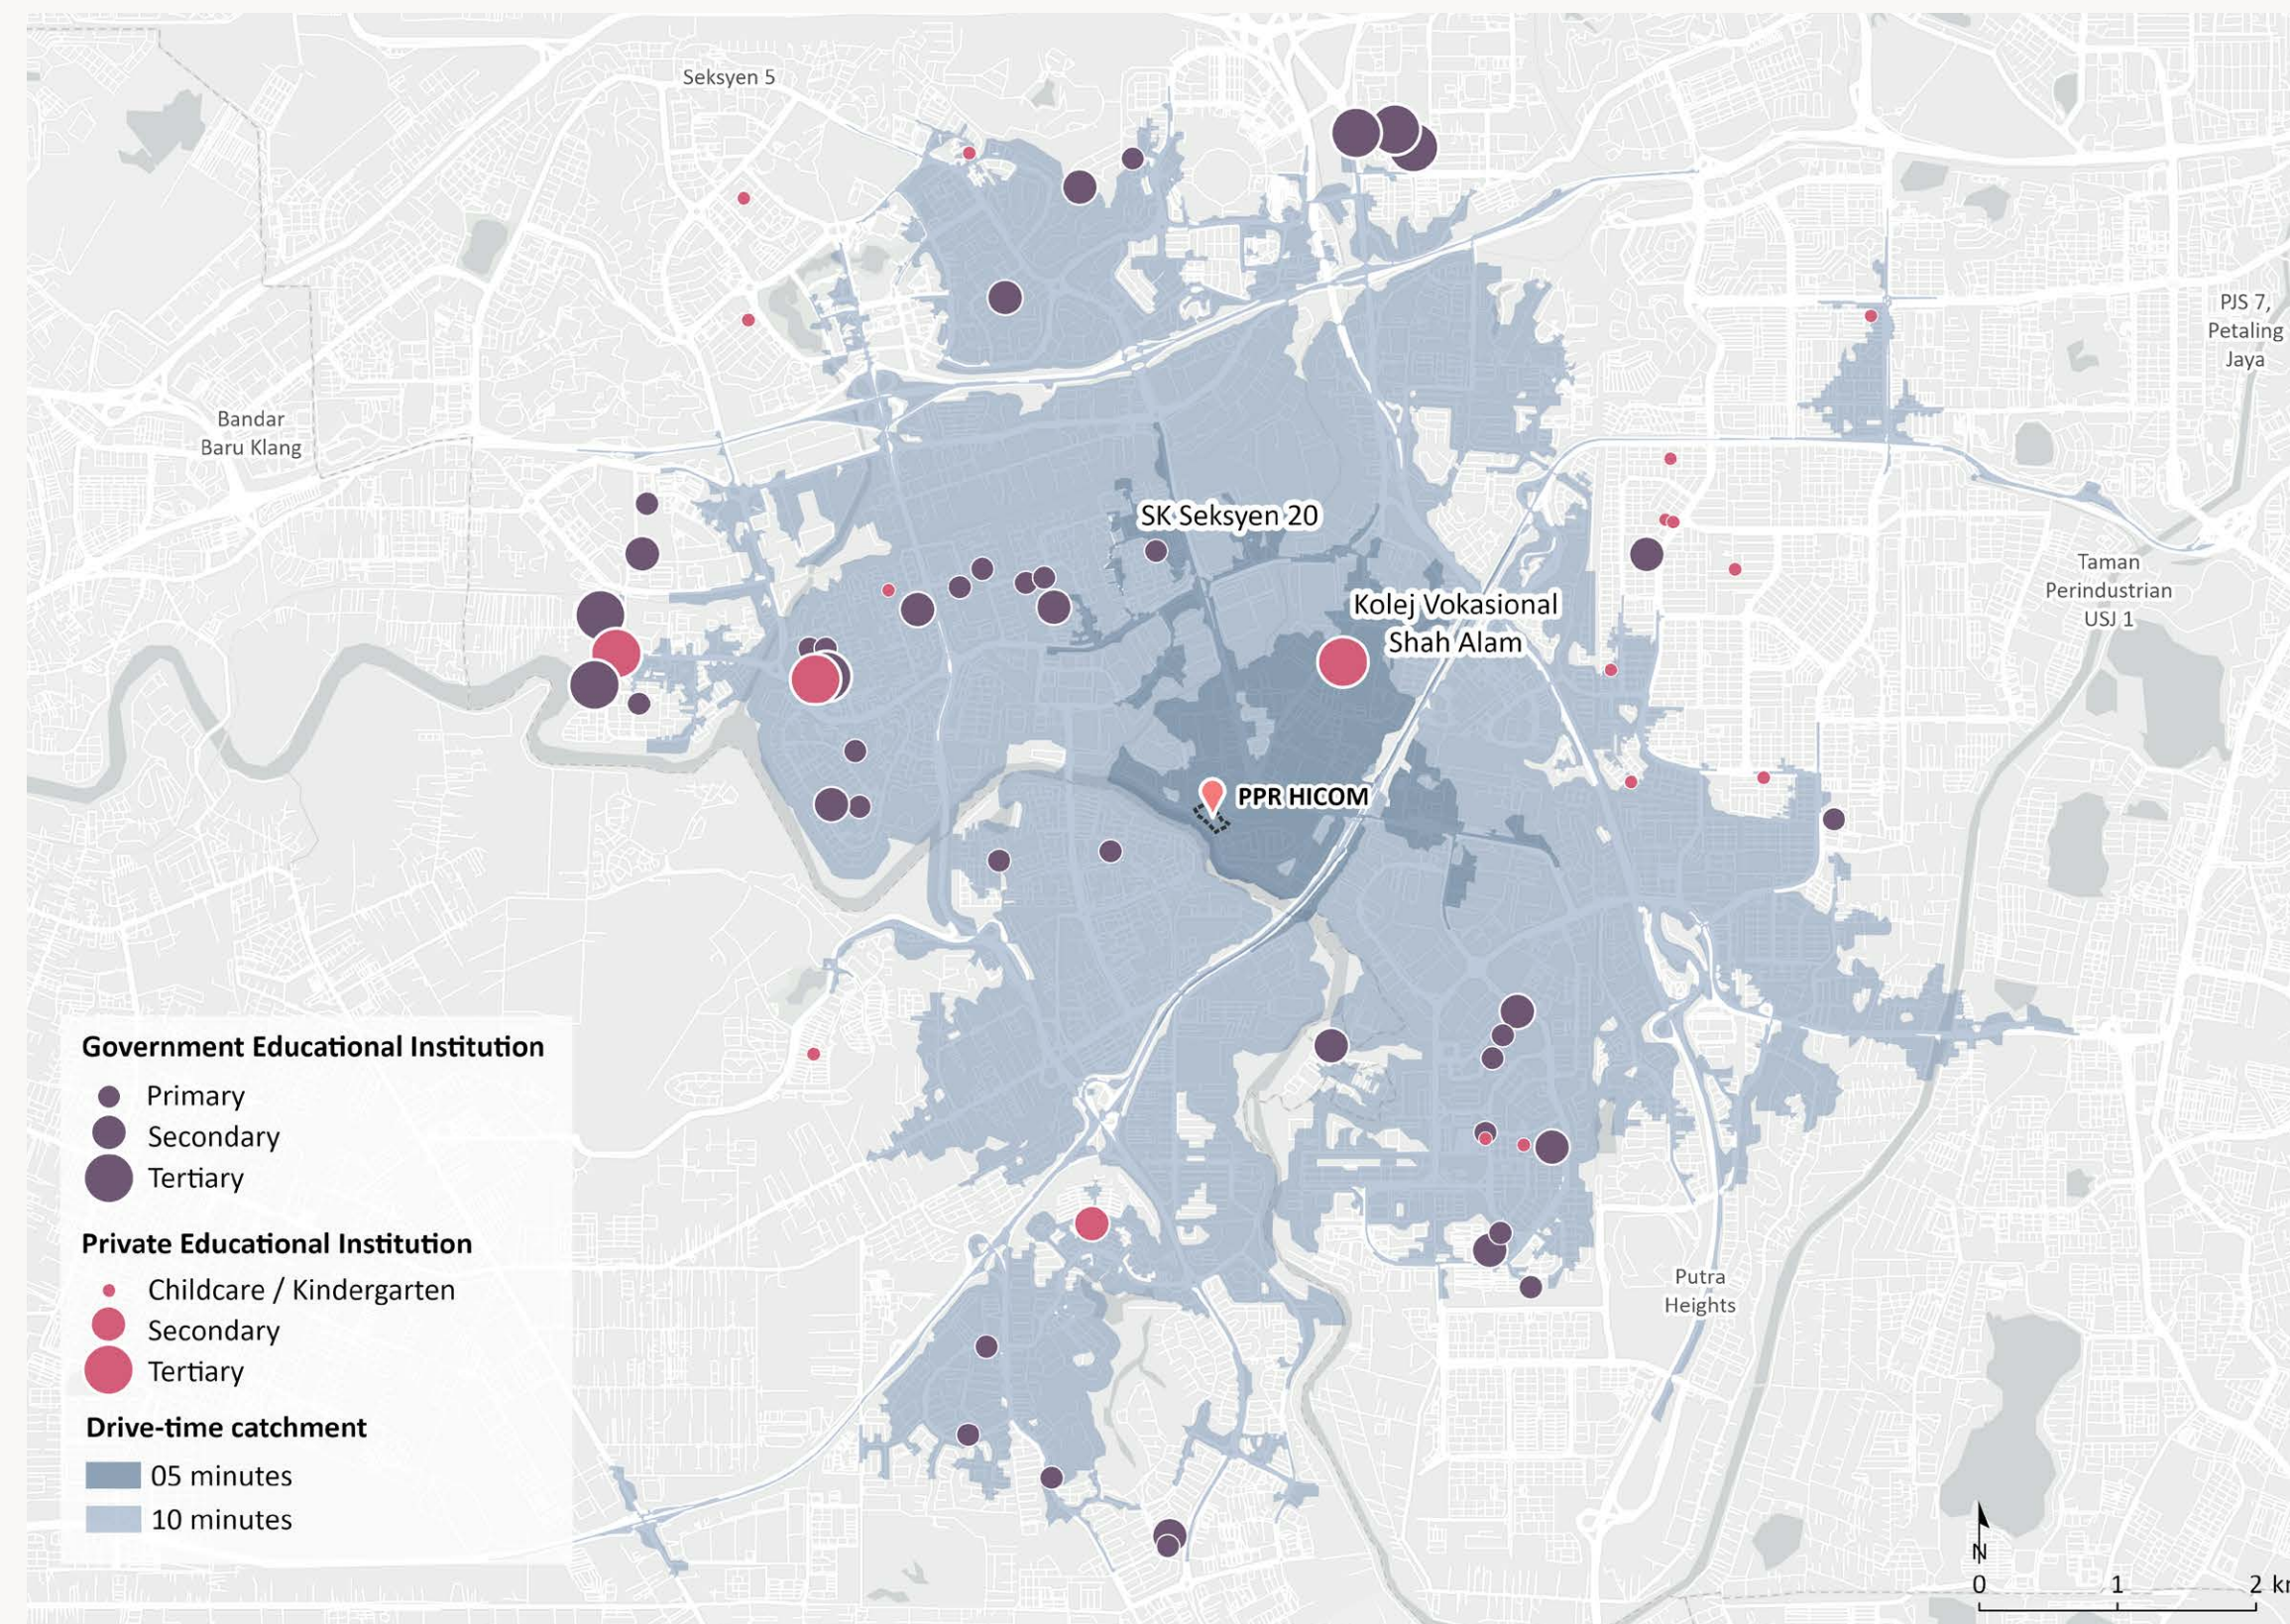 Seksyen 5
PJS 7,
Petaling
Jaya
Bandar
Baru Klang
SK Seksyen 20
Taman
Perindustrian
USJ 1
Kolej Vokasional
Shah Alam
PPR HICOM
Government Educational Institution
Primary
Secondary
Tertiary
Private Educational Institution
Childcare / Kindergarten
Secondary
Tertiary
Drive-time catchment
05 minutes
10 minutes
Putra
Heights
N
0 1 2 km